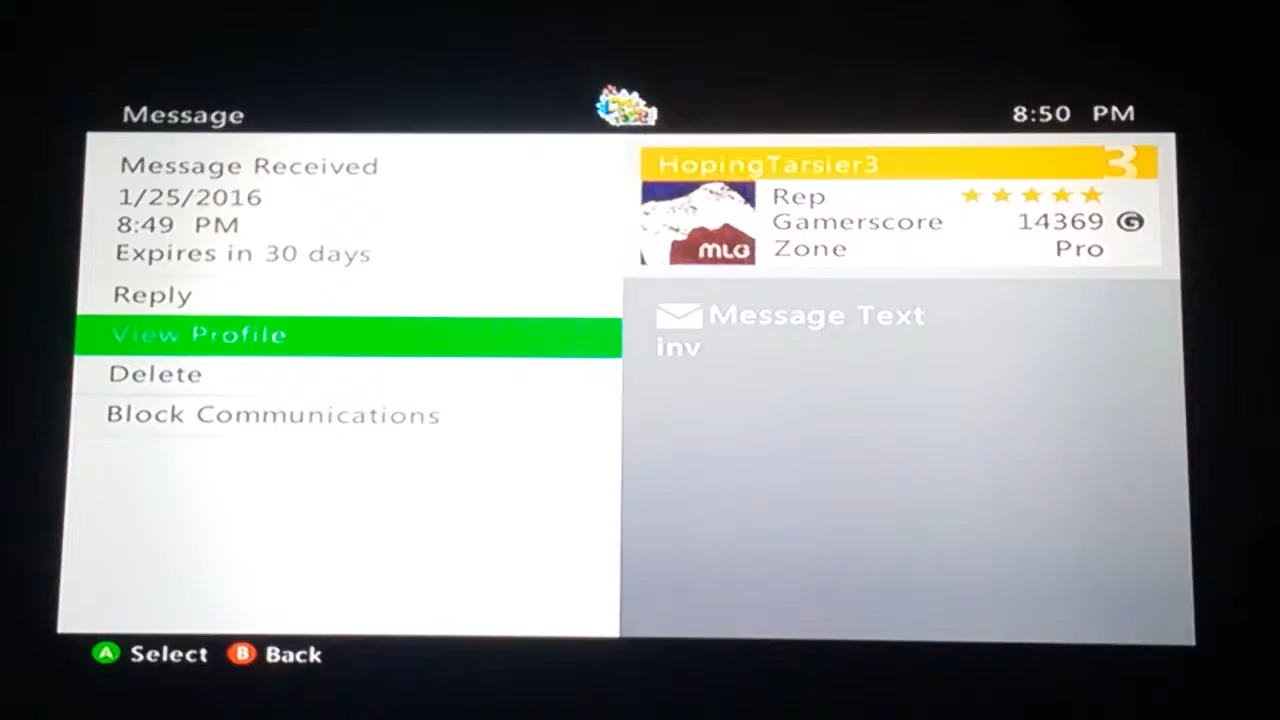 Message
8:50 PM
Message Received
1/25/2016
8:49 PM
Expires in 30 days
Reply
View Profile
Delete
Block Communications
HopingTarsier3
3
Rep
Gamerscore 14369 G
Zone Pro
MLG
Message Text
inv
A Select B Back